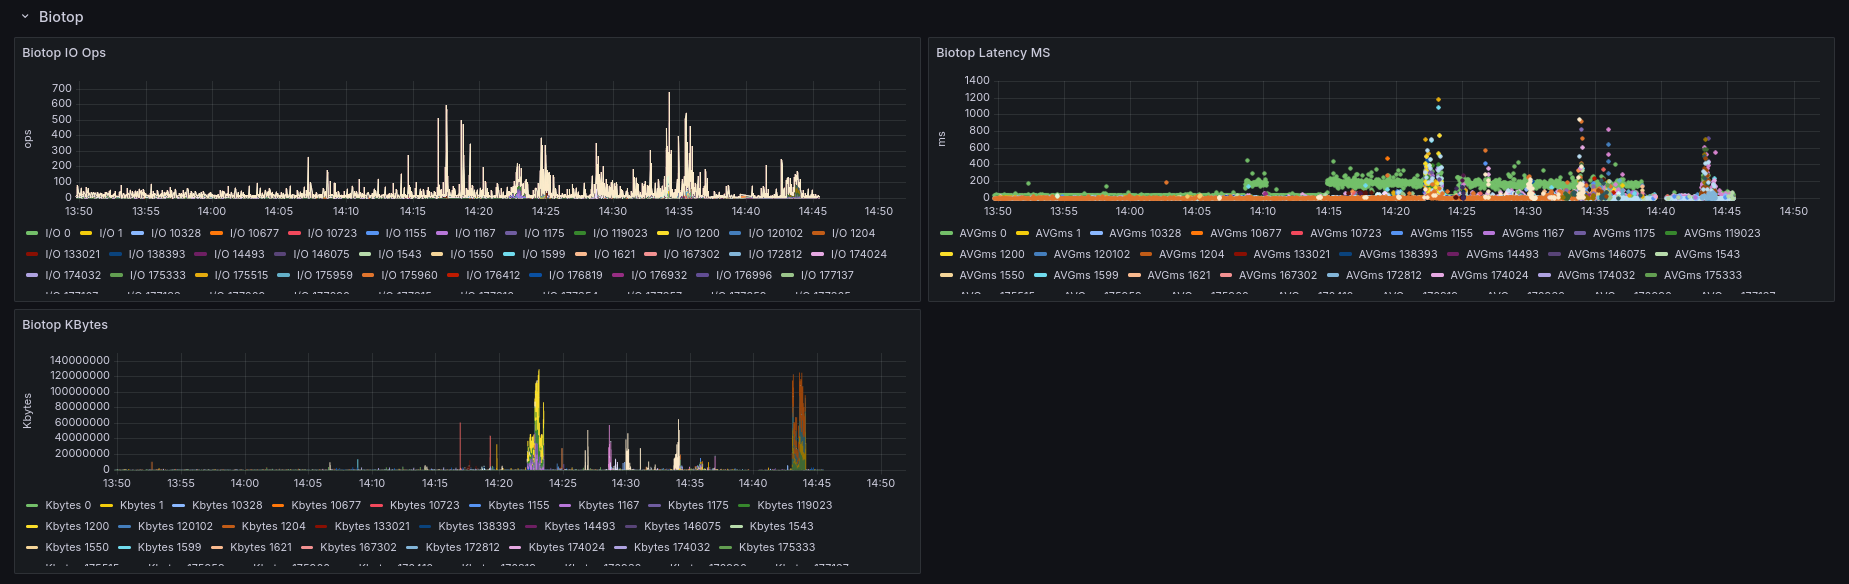 Biotop
Biotop IO Ops
700
600
500
400
300
200
100
0
ops
13:50 13:55 14:00 14:05 14:10 14:15 14:20 14:25 14:30 14:35 14:40 14:45 14:50
I/O 0 I/O 1 I/O 10328 I/O 10677 I/O 10723 I/O 1155 I/O 1167 I/O 1175 I/O 119023 I/O 1200 I/O 120102 I/O 1204
I/O 133021 I/O 138393 I/O 14493 I/O 146075 I/O 1543 I/O 1550 I/O 1599 I/O 1621 I/O 167302 I/O 172812 I/O 174024
I/O 174032 I/O 175333 I/O 175515 I/O 175959 I/O 175960 I/O 176412 I/O 176819 I/O 176932 I/O 176996 I/O 177137
Biotop Latency MS
1400
1200
1000
800
600
400
200
0
ms
13:50 13:55 14:00 14:05 14:10 14:15 14:20 14:25 14:30 14:35 14:40 14:45 14:50
AVGms 0 AVGms 1 AVGms 10328 AVGms 10677 AVGms 10723 AVGms 1155 AVGms 1167 AVGms 1175 AVGms 119023
AVGms 1200 AVGms 120102 AVGms 1204 AVGms 133021 AVGms 138393 AVGms 14493 AVGms 146075 AVGms 1543
AVGms 1550 AVGms 1599 AVGms 1621 AVGms 167302 AVGms 172812 AVGms 174024 AVGms 174032 AVGms 175333
Biotop KBytes
140000000
120000000
100000000
80000000
60000000
40000000
20000000
0
Kbytes
13:50 13:55 14:00 14:05 14:10 14:15 14:20 14:25 14:30 14:35 14:40 14:45 14:50
Kbytes 0 Kbytes 1 Kbytes 10328 Kbytes 10677 Kbytes 10723 Kbytes 1155 Kbytes 1167 Kbytes 1175 Kbytes 119023
Kbytes 1200 Kbytes 120102 Kbytes 1204 Kbytes 133021 Kbytes 138393 Kbytes 14493 Kbytes 146075 Kbytes 1543
Kbytes 1550 Kbytes 1599 Kbytes 1621 Kbytes 167302 Kbytes 172812 Kbytes 174024 Kbytes 174032 Kbytes 175333